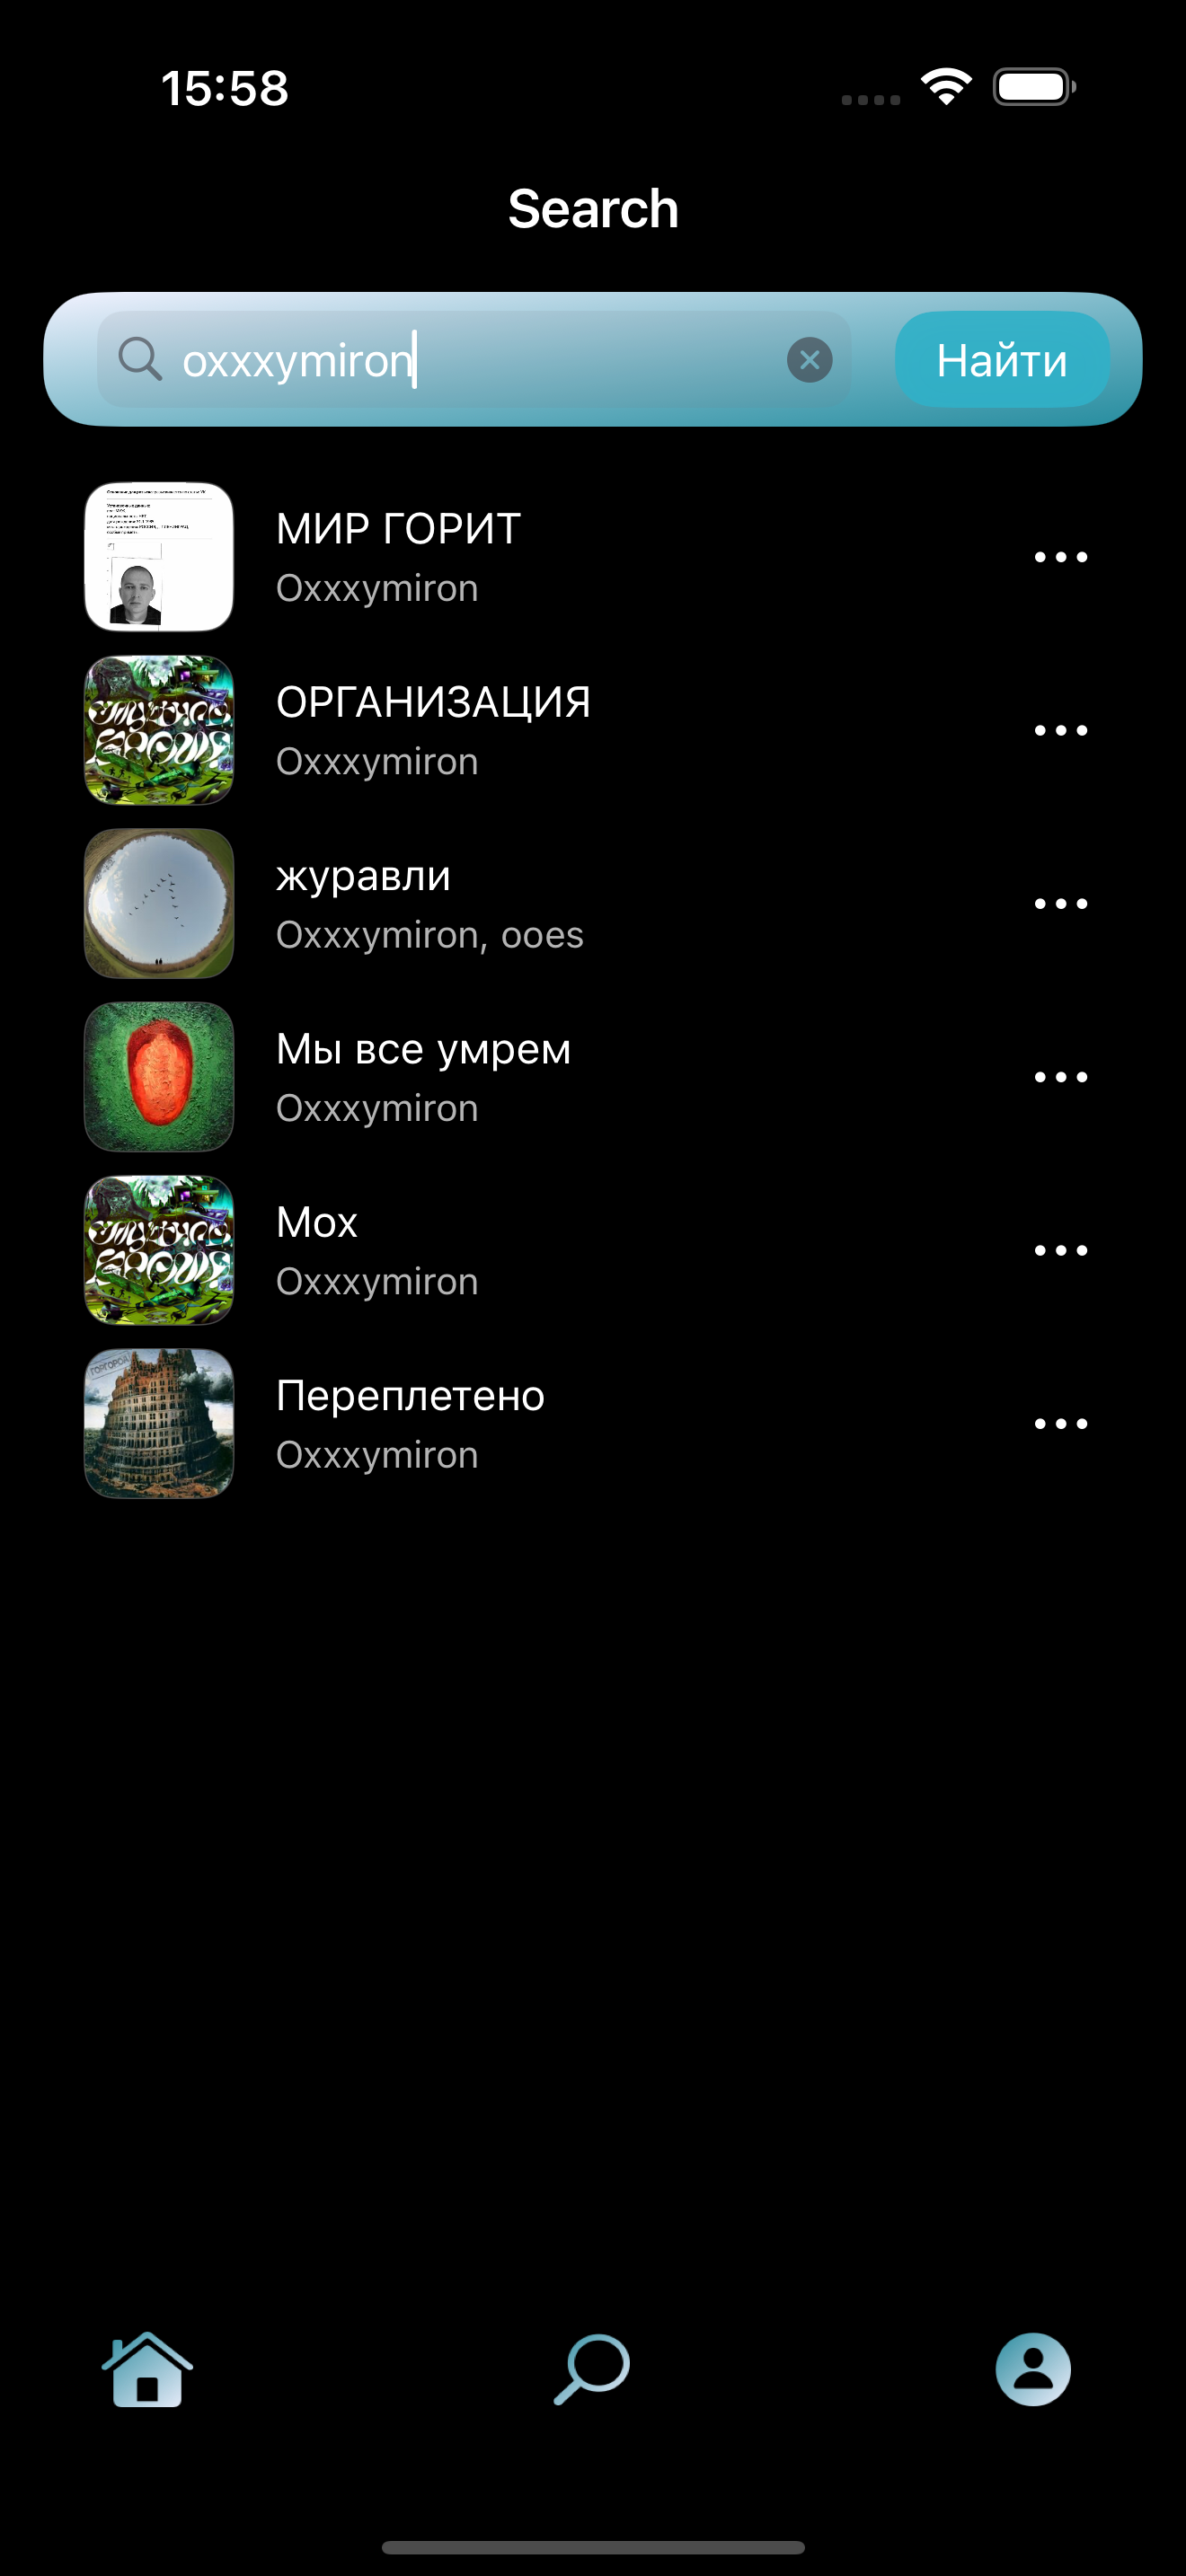 15:58
Search
oxxxymiron
Найти
МИР ГОРИТ
Oxxxymiron
ОРГАНИЗАЦИЯ
Oxxxymiron
журавли
Oxxxymiron, ooes
Мы все умрем
Oxxxymiron
Мох
Oxxxymiron
ГОРГОРОД
Переплетено
Oxxxymiron